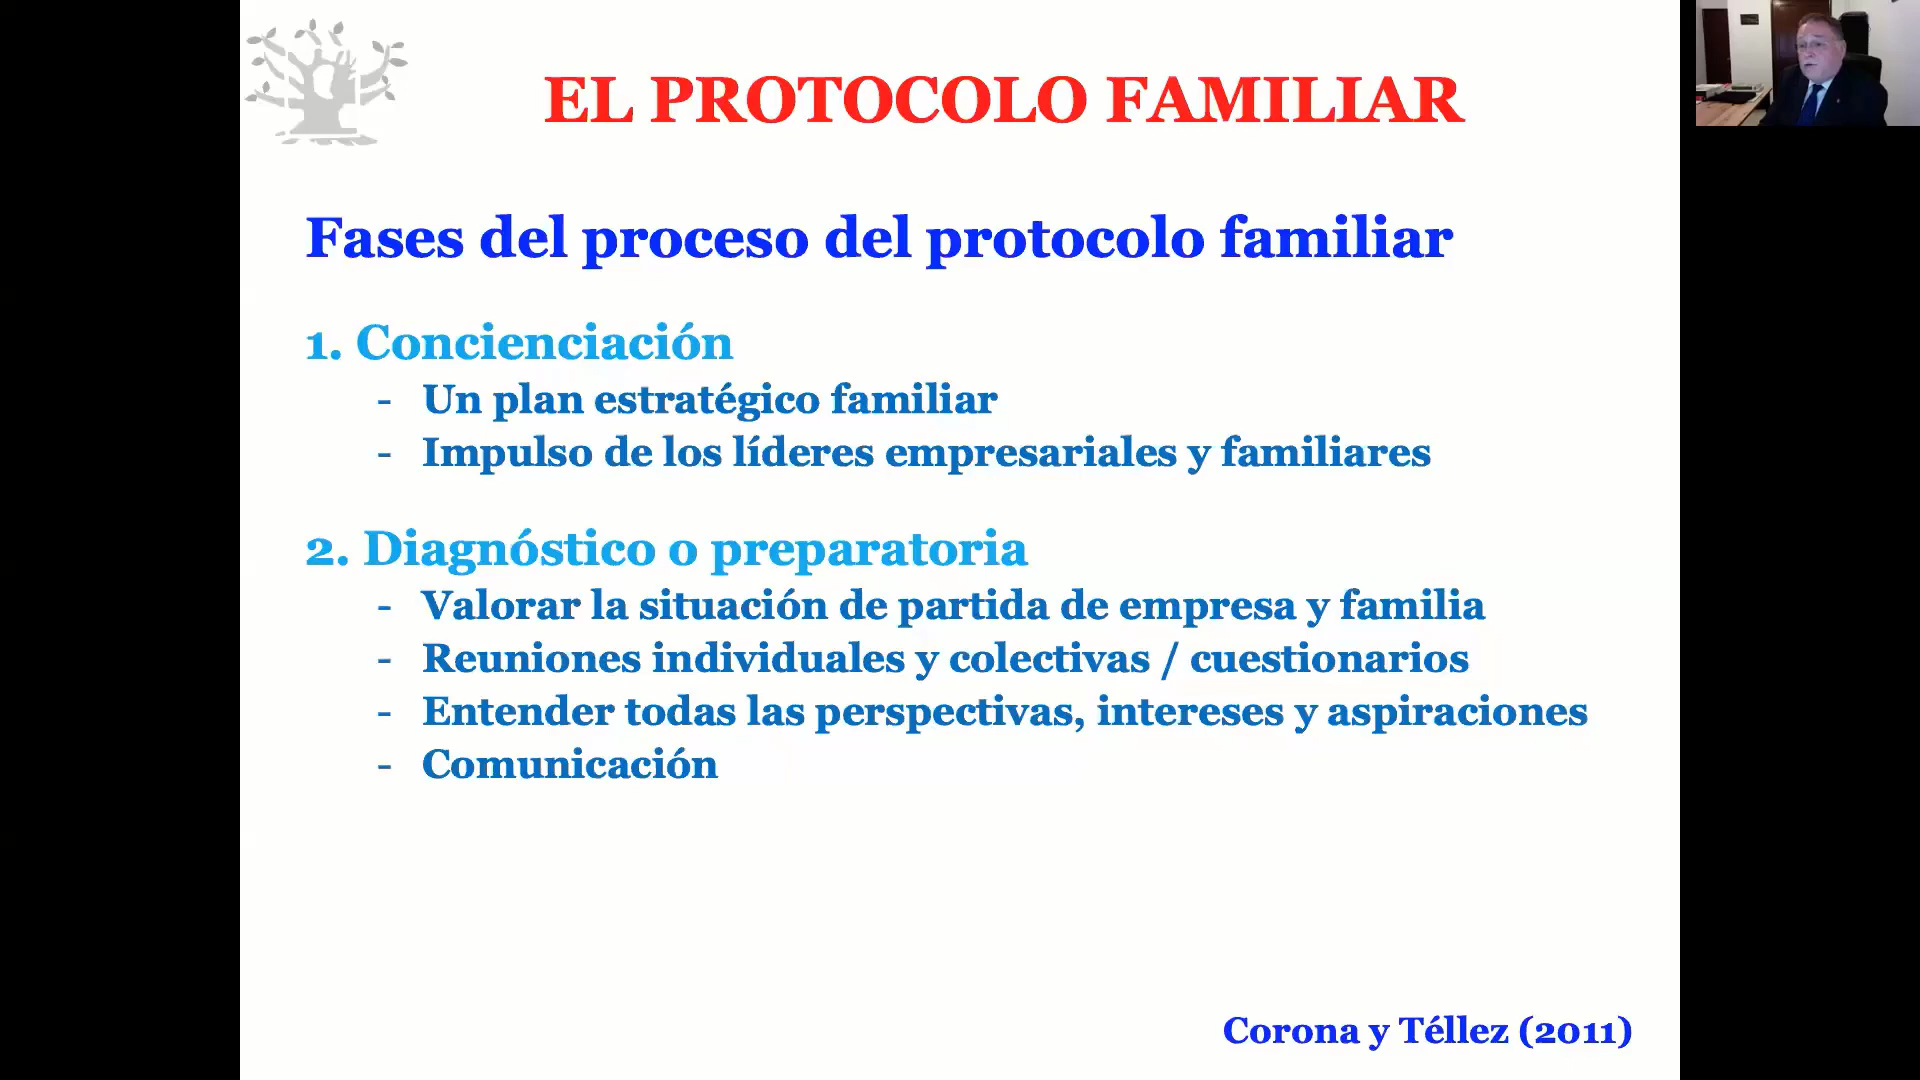 EL PROTOCOLO FAMILIAR
Fases del proceso del protocolo familiar
1. Concienciación
- Un plan estratégico familiar
- Impulso de los líderes empresariales y familiares
2. Diagnóstico o preparatoria
- Valorar la situación de partida de empresa y familia
- Reuniones individuales y colectivas / cuestionarios
- Entender todas las perspectivas, intereses y aspiraciones
- Comunicación
Corona y Téllez (2011)